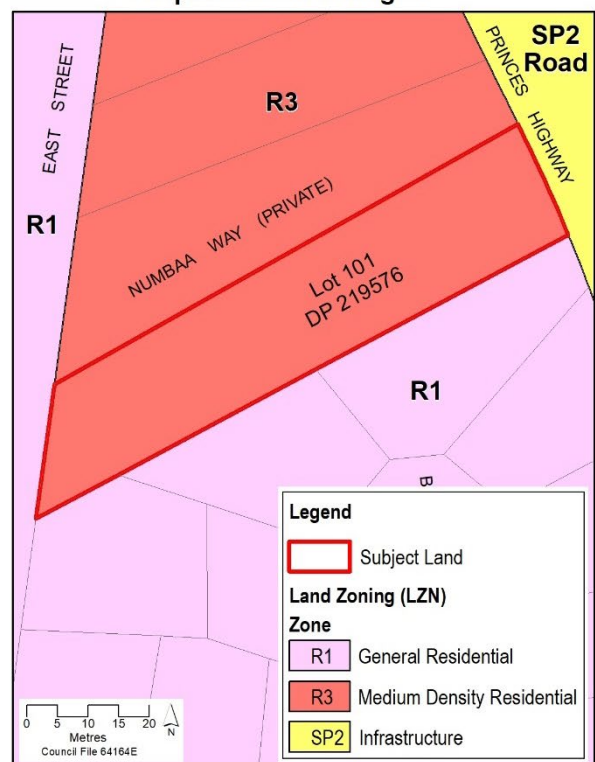 SP2
Road
PRINCES HIGHWAY
EAST STREET
R3
R1
NUMBAA WAY (PRIVATE)
Lot 101
DP 219576
R1
B
Legend
Subject Land
Land Zoning (LZN)
Zone
R1 General Residential
R3 Medium Density Residential
SP2 Infrastructure
0 5 10 15 20
Metres
N
Council File 64164E